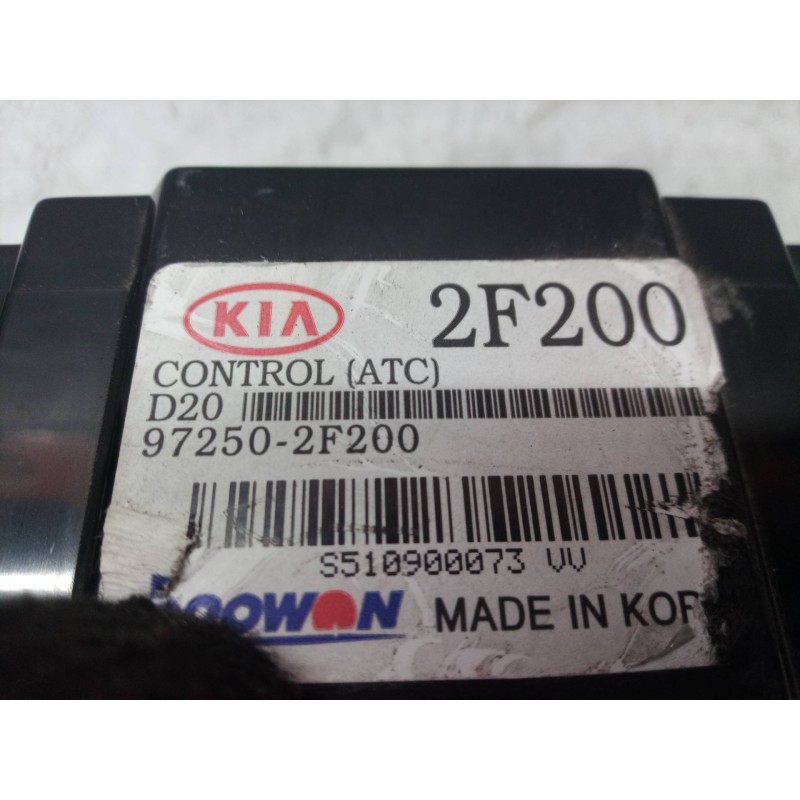 KIA 2F200
CONTROL (ATC)
D20
97250-2F200
S510900073 VV
MADE IN KOR